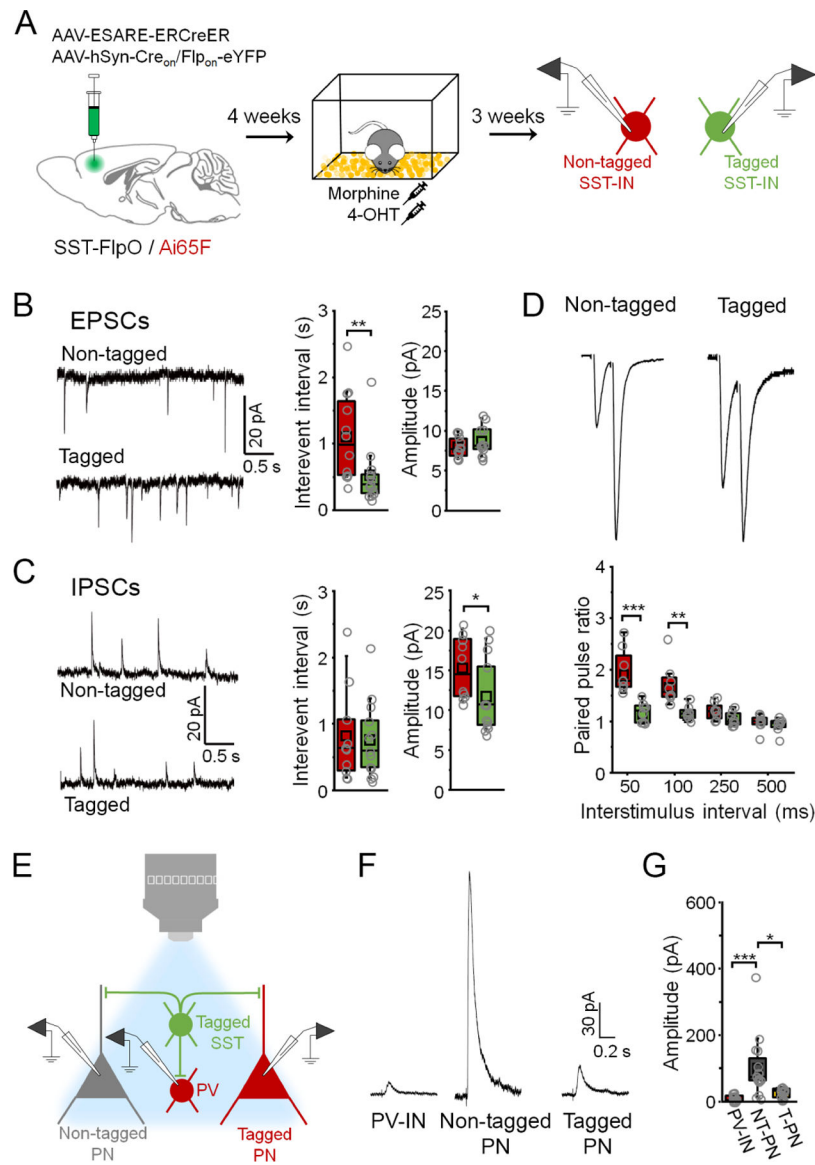 A
AAV-ESARE-ERCreER
AAV-hSyn-Creon/Flpon-eYFP
4 weeks
3 weeks
Morphine
4-OHT
Non-tagged
SST-IN
Tagged
SST-IN
SST-FlpO / Ai65F
B
EPSCs
Non-tagged
20 pA
0.5 s
Tagged
Interevent interval (s)
3
2
1
0
**
Amplitude (pA)
25
20
15
10
5
0
C
IPSCs
Non-tagged
20 pA
0.5 s
Tagged
Interevent interval (s)
3
2
1
0
Amplitude (pA)
25
20
15
10
5
0
*
D
Non-tagged
Tagged
Paired pulse ratio
4
3
2
1
0
***
**
50
100
250
500
Interstimulus interval (ms)
E
Tagged
SST
PV
Non-tagged
PN
Tagged
PN
F
30 pA
0.2 s
PV-IN
Non-tagged
PN
Tagged
PN
G
Amplitude (pA)
600
400
200
100
0
***
*
PV-IN
NT-PN
T-PN